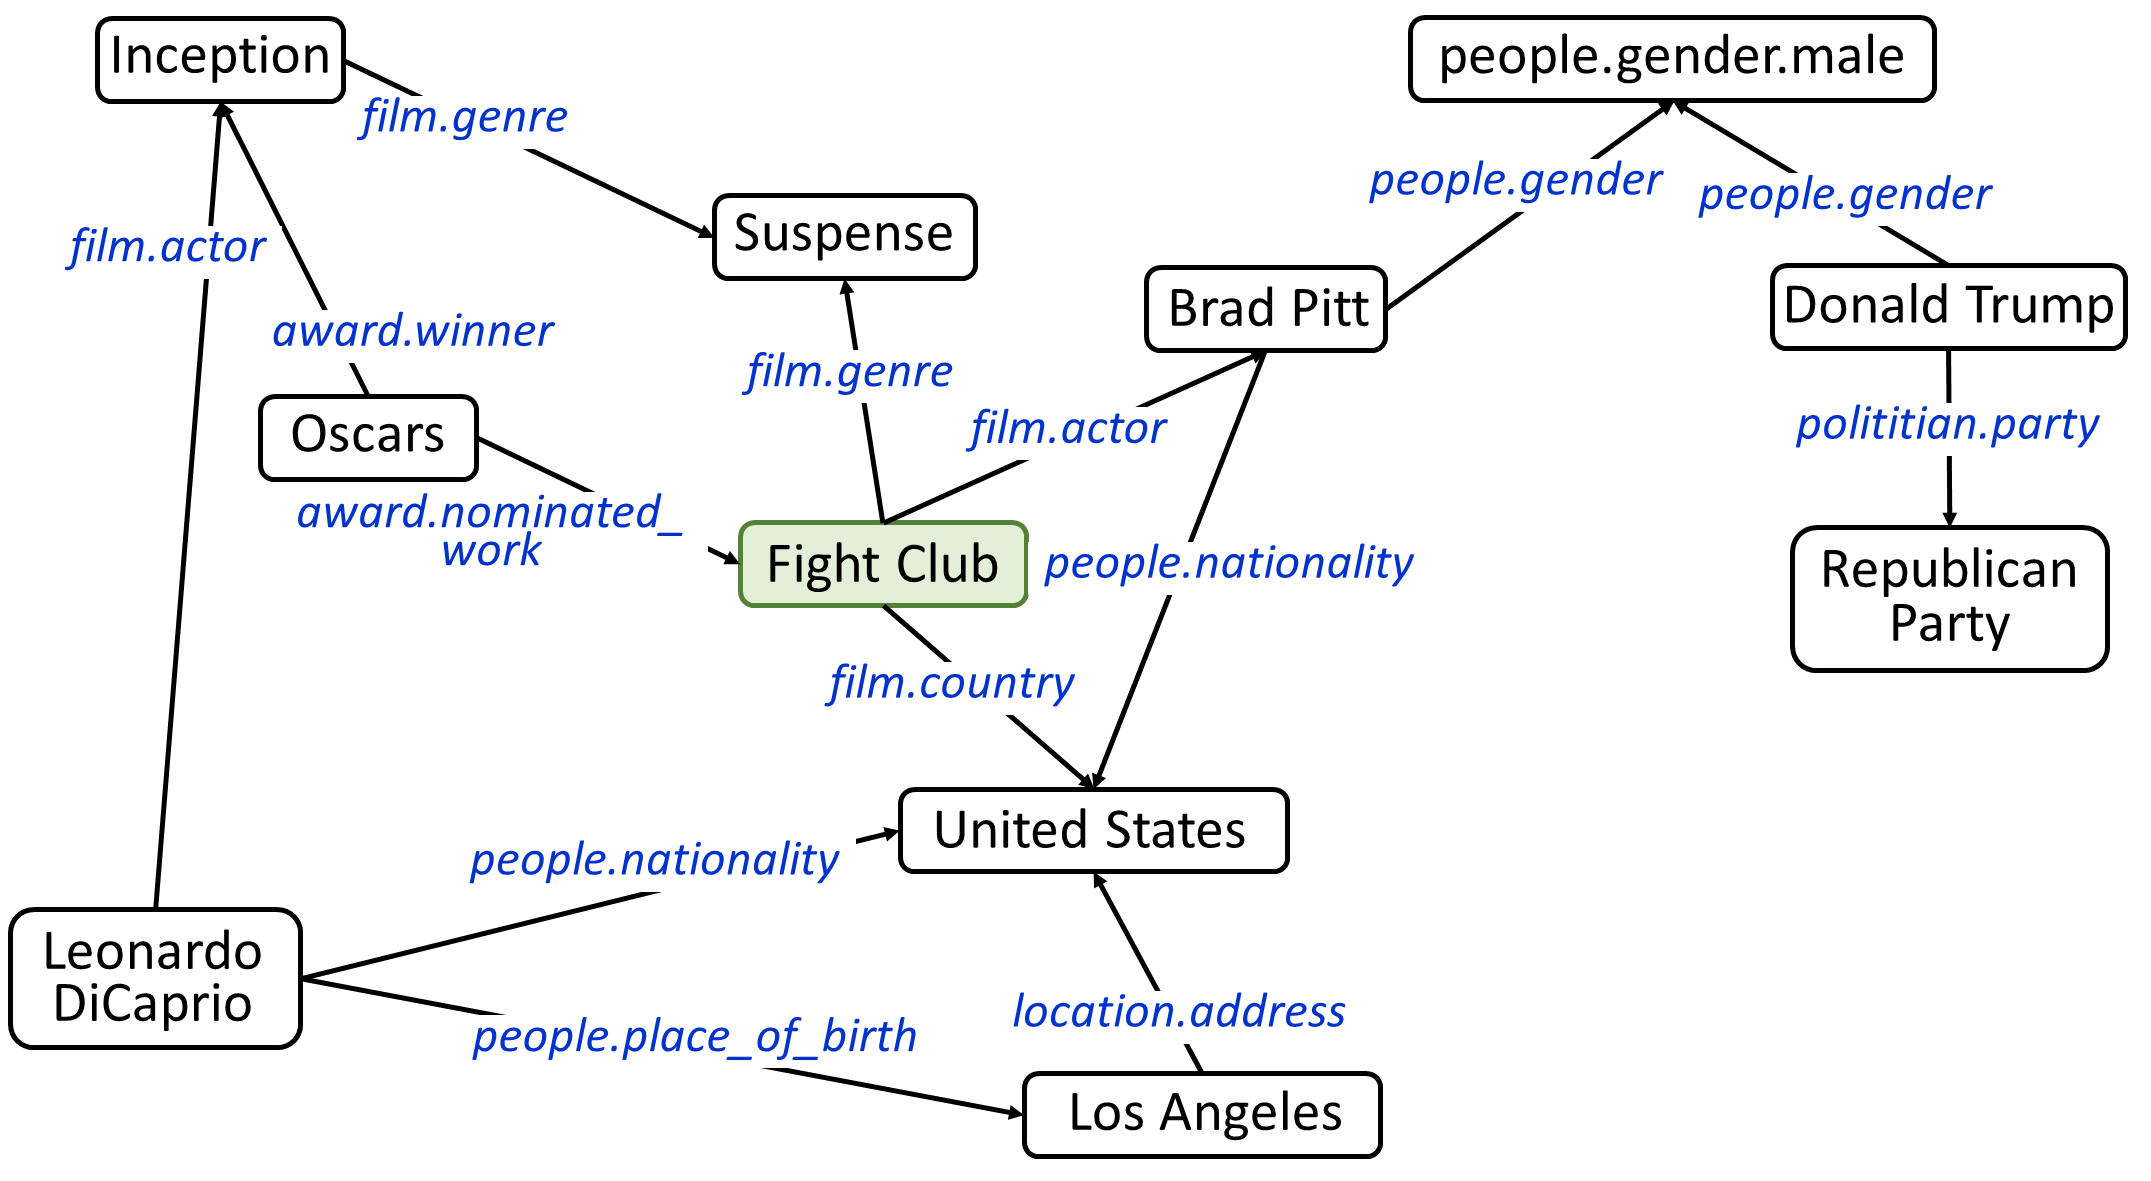 Inception
people.gender.male
film.genre
people.gender
people.gender
Suspense
film.actor
Brad Pitt
Donald Trump
award.winner
film.genre
Oscars
film.actor
polititian.party
award.nominated_
work
Fight Club
people.nationality
Republican
Party
film.country
United States
people.nationality
Leonardo
DiCaprio
people.place_of_birth
location.address
Los Angeles